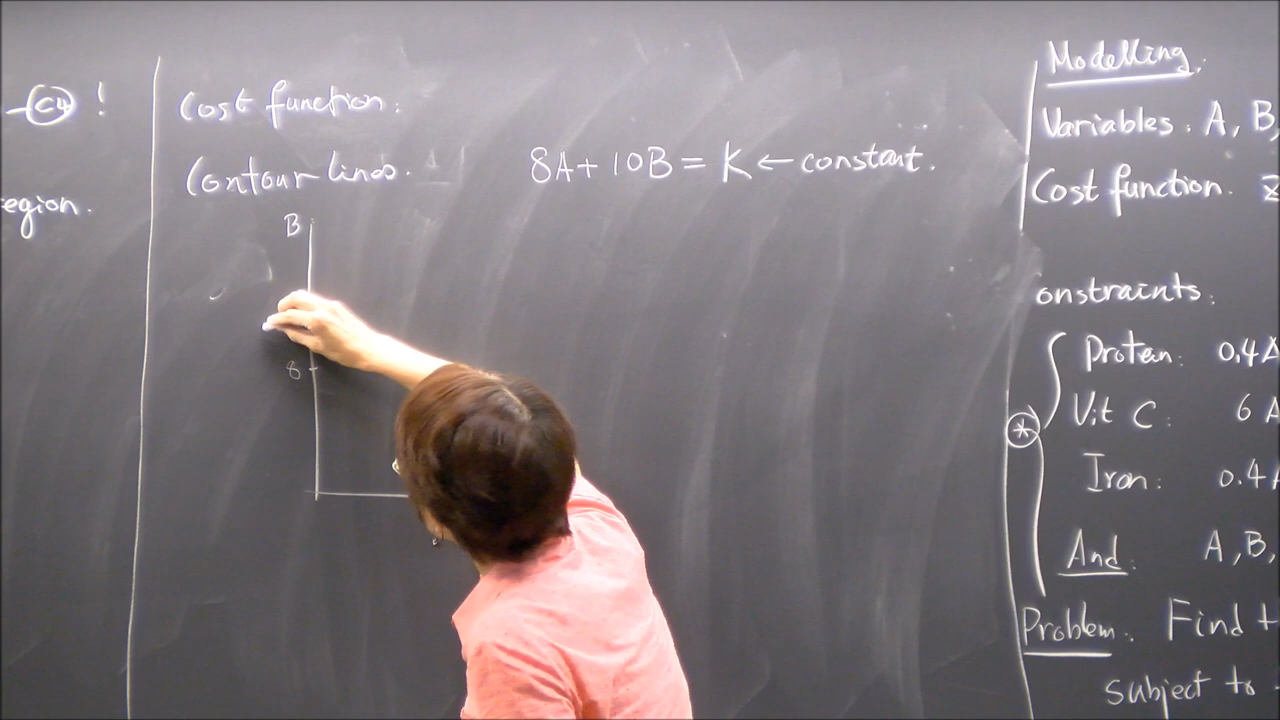 C4 !
egion.
Cost function:
Contour lines.
8A + 10B = K ← constant.
B
8
Modelling.
Variables: A, B,
Cost function. z
onstraints:
Protein: 0.4A
Vit C: 6A
Iron: 0.4A
*
And: A, B,
Problem: Find t
subject to